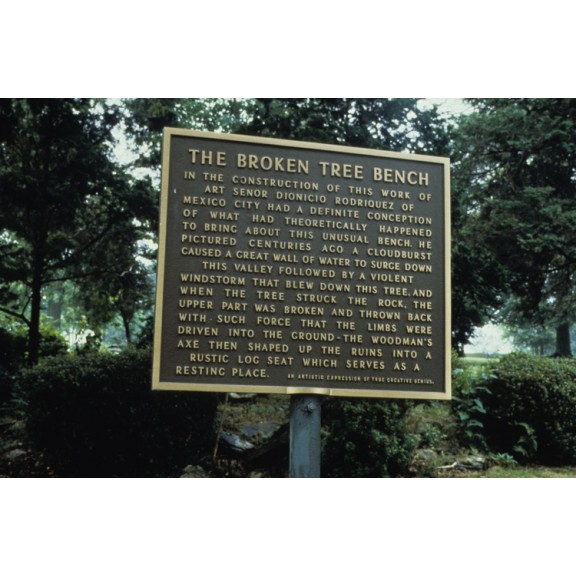 THE BROKEN TREE BENCH
IN THE CONSTRUCTION OF THIS WORK OF
ART SENOR DIONICIO RODRIQUEZ OF
MEXICO CITY HAD A DEFINITE CONCEPTION
OF WHAT HAD THEORETICALLY HAPPENED
TO BRING ABOUT THIS UNUSUAL BENCH. HE
PICTURED CENTURIES AGO A CLOUDBURST
CAUSED A GREAT WALL OF WATER TO SURGE DOWN
THIS VALLEY FOLLOWED BY A VIOLENT
WINDSTORM THAT BLEW DOWN THIS TREE, AND
WHEN THE TREE STRUCK THE ROCK, THE
UPPER PART WAS BROKEN AND THROWN BACK
WITH SUCH FORCE THAT THE LIMBS WERE
DRIVEN INTO THE GROUND - THE WOODMAN'S
AXE THEN SHAPED UP THE RUINS INTO A
RUSTIC LOG SEAT WHICH SERVES AS A
RESTING PLACE. AN ARTISTIC EXPRESSION OF TRUE CREATIVE GENIUS.